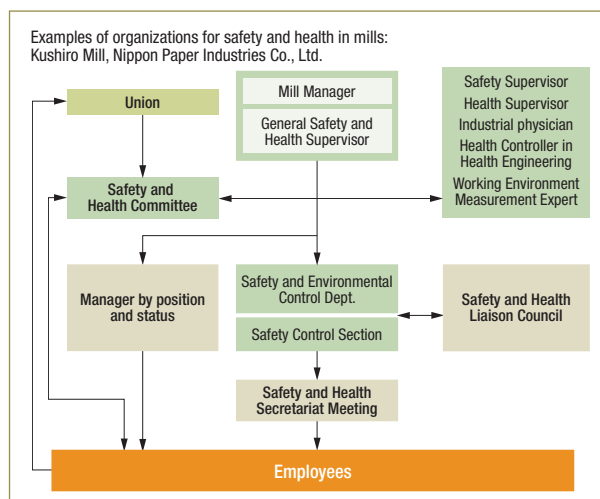 Examples of organizations for safety and health in mills:
Kushiro Mill, Nippon Paper Industries Co., Ltd.
Union
Mill Manager
General Safety and
Health Supervisor
Safety Supervisor
Health Supervisor
Industrial physician
Health Controller in
Health Engineering
Working Environment
Measurement Expert
Safety and
Health Committee
Manager by position
and status
Safety and Environmental
Control Dept.
Safety Control Section
Safety and Health
Liaison Council
Safety and Health
Secretariat Meeting
Employees